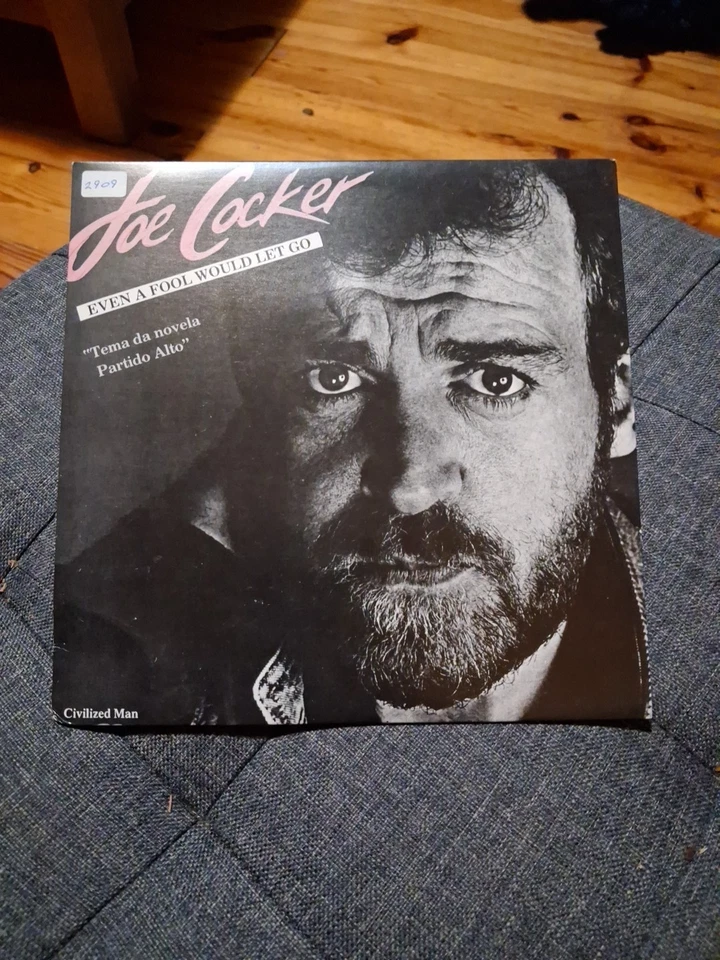 2909
Joe Cocker
EVEN A FOOL WOULD LET GO
"Tema da novela
Partido Alto"
Civilized Man